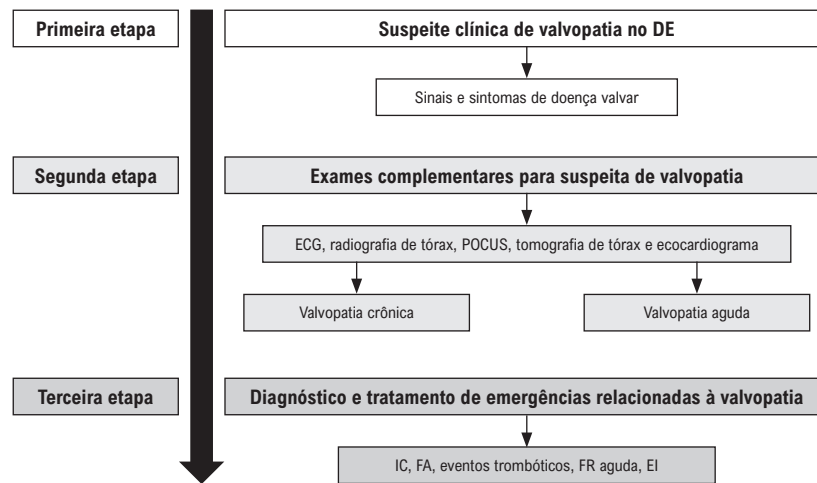 Primeira etapa
Suspeite clínica de valvopatia no DE
Sinais e sintomas de doença valvar
Segunda etapa
Exames complementares para suspeita de valvopatia
ECG, radiografia de tórax, POCUS, tomografia de tórax e ecocardiograma
Valvopatia crônica
Valvopatia aguda
Terceira etapa
Diagnóstico e tratamento de emergências relacionadas à valvopatia
IC, FA, eventos trombóticos, FR aguda, EI